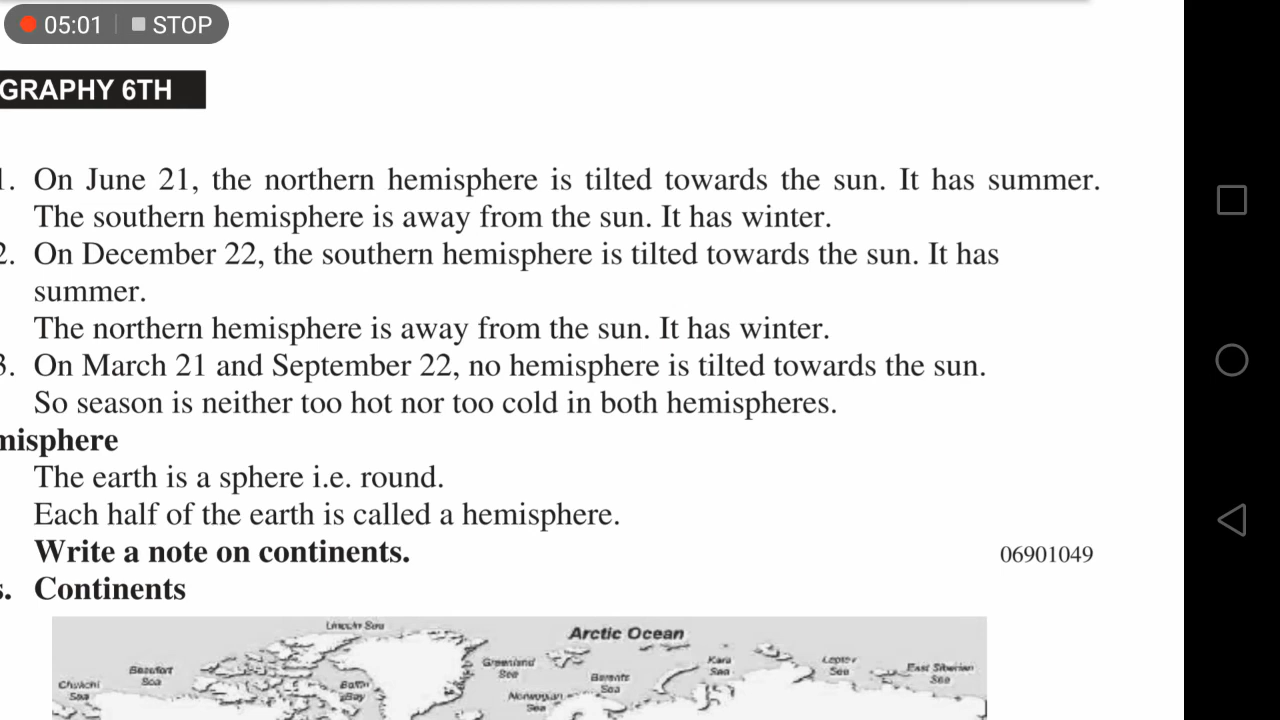 05:01 STOP
GRAPHY 6TH
1. On June 21, the northern hemisphere is tilted towards the sun. It has summer.
The southern hemisphere is away from the sun. It has winter.
2. On December 22, the southern hemisphere is tilted towards the sun. It has
summer.
The northern hemisphere is away from the sun. It has winter.
3. On March 21 and September 22, no hemisphere is tilted towards the sun.
So season is neither too hot nor too cold in both hemispheres.
misphere
The earth is a sphere i.e. round.
Each half of the earth is called a hemisphere.
Write a note on continents. 06901049
s. Continents
Lincoln Sea
Arctic Ocean
Beaufort Sea
Greenland Sea
Kara Sea
East Siberian Sea
Chukchi Sea
Baffin Bay
Barents Sea
Norwegian Sea